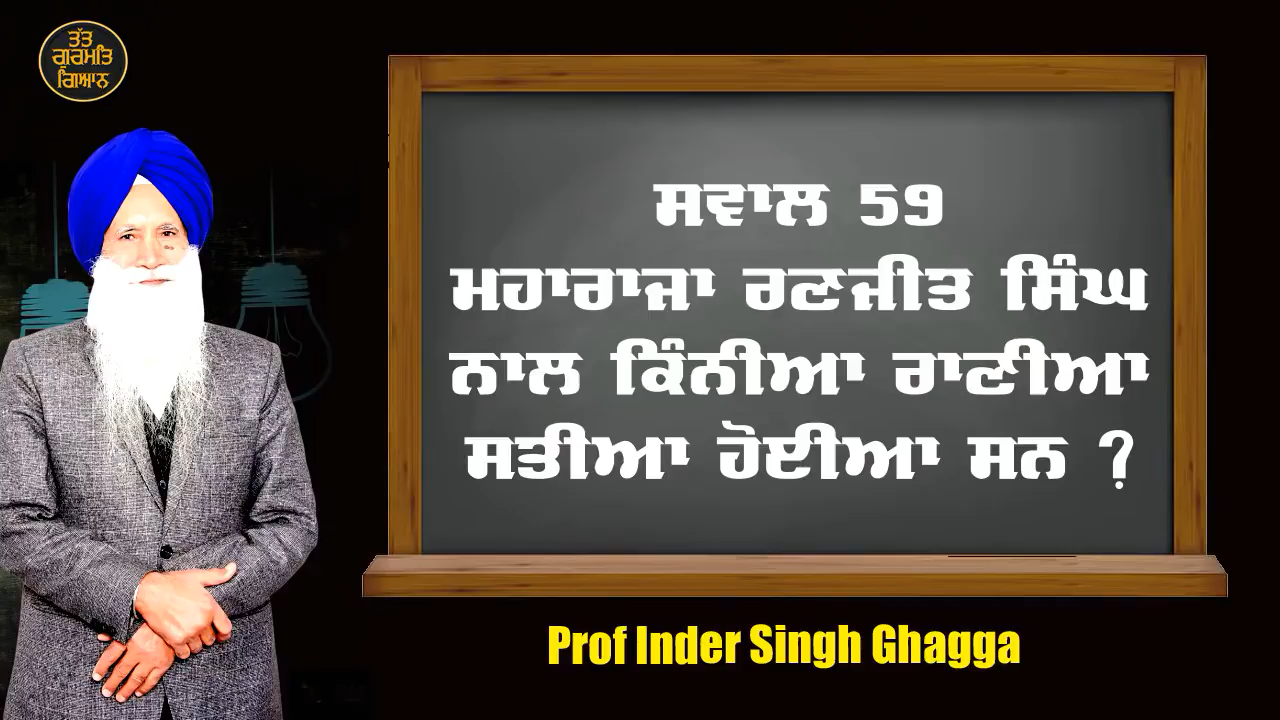 ਤੱਤ
ਗੁਰਮਤਿ
ਗਿਆਨ
ਸਵਾਲ 59
ਮਹਾਰਾਜਾ ਰਣਜੀਤ ਸਿੰਘ
ਨਾਲ ਕਿੰਨੀਆ ਰਾਣੀਆ
ਸਤੀਆ ਹੋਈਆ ਸਨ ?
Prof Inder Singh Ghagga